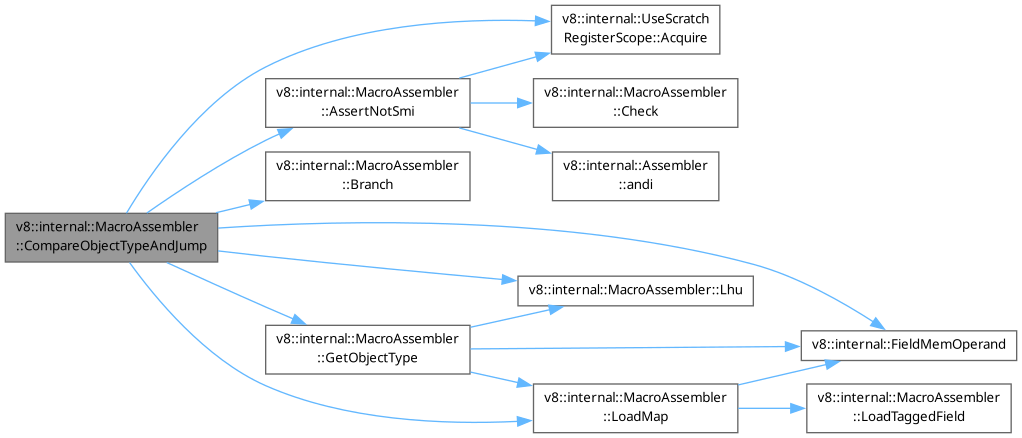 v8::internal::UseScratch
RegisterScope::Acquire
v8::internal::MacroAssembler
::AssertNotSmi
v8::internal::MacroAssembler
::Check
v8::internal::MacroAssembler
::Branch
v8::internal::Assembler
::andi
v8::internal::MacroAssembler
::CompareObjectTypeAndJump
v8::internal::MacroAssembler::Lhu
v8::internal::MacroAssembler
::GetObjectType
v8::internal::FieldMemOperand
v8::internal::MacroAssembler
::LoadMap
v8::internal::MacroAssembler
::LoadTaggedField